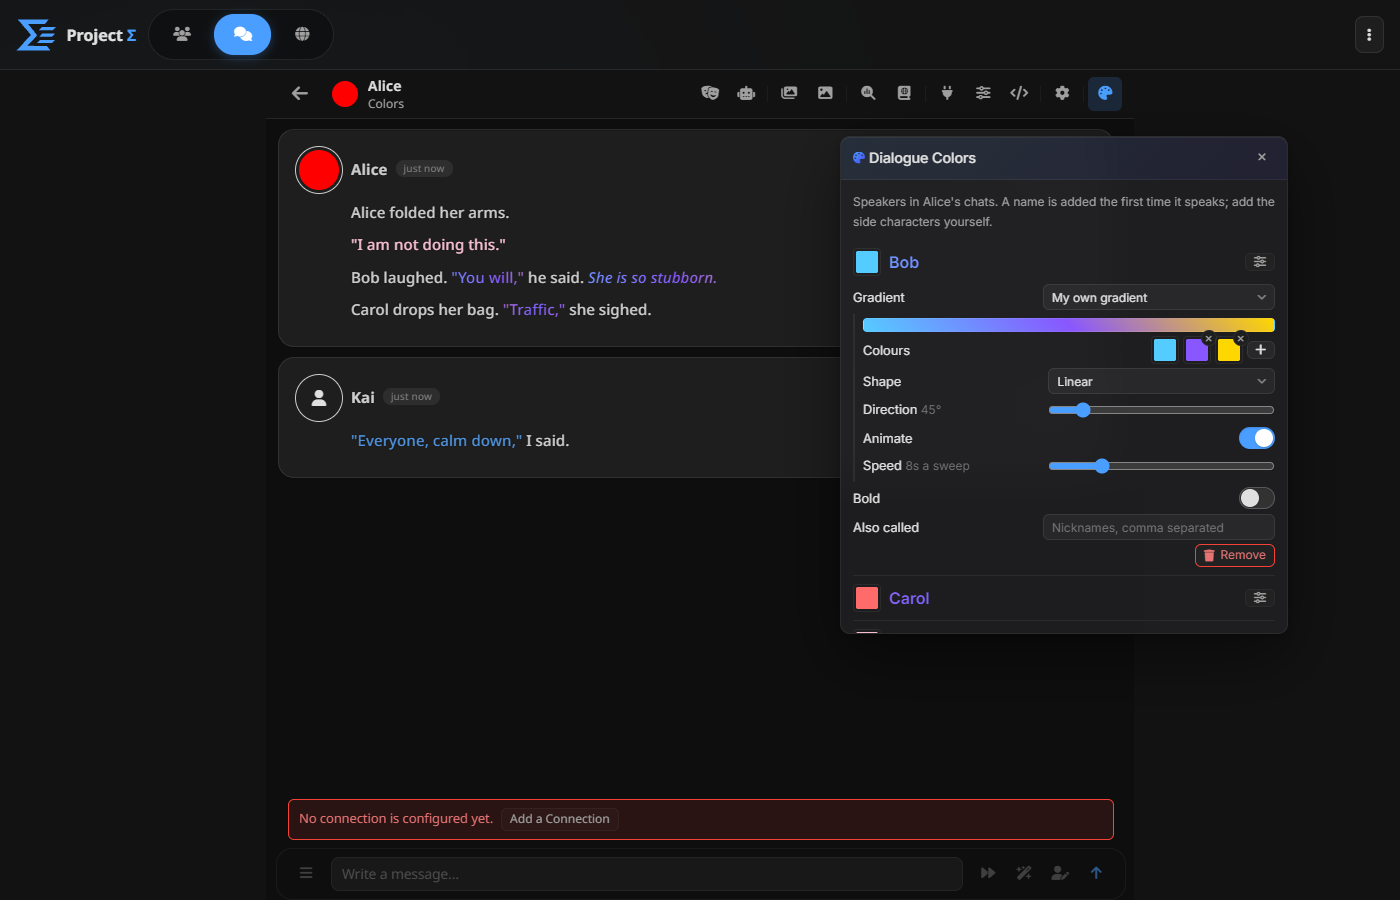 Project Σ
Alice
Colors
Alice just now
Alice folded her arms.
"I am not doing this."
Bob laughed. "You will," he said. She is so stubborn.
Carol drops her bag. "Traffic," she sighed.
Kai just now
"Everyone, calm down," I said.
Dialogue Colors
Speakers in Alice's chats. A name is added the first time it speaks; add the
side characters yourself.
Bob
Gradient My own gradient
Colours
Shape Linear
Direction 45°
Animate
Speed 8s a sweep
Bold
Also called Nicknames, comma separated
Remove
Carol
No connection is configured yet. Add a Connection
Write a message...